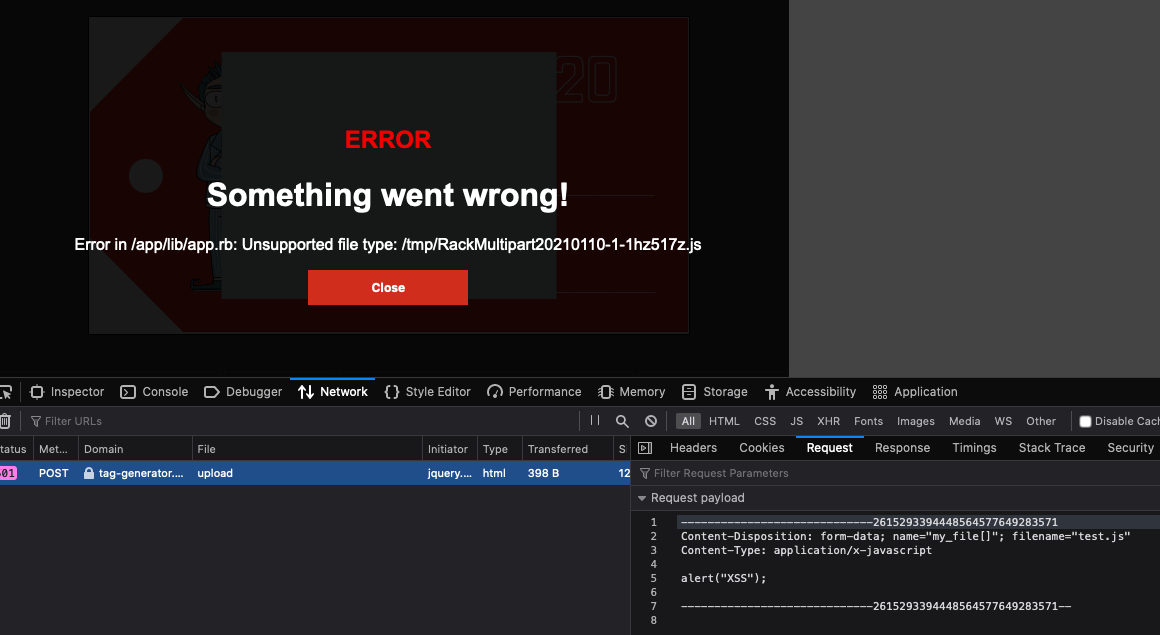 20
ERROR
Something went wrong!
Error in /app/lib/app.rb: Unsupported file type: /tmp/RackMultipart20210110-1-1hz517z.js
Close
Inspector Console Debugger Network Style Editor Performance Memory Storage Accessibility Application
Filter URLs All HTML CSS JS XHR Fonts Images Media WS Other Disable Cach
tatus Met... Domain File Initiator Type Transferred S Headers Cookies Request Response Timings Stack Trace Security
01 POST tag-generator.... upload jquery.... html 398 B 12 Filter Request Parameters
Request payload
1 -----------------------------2615293394448564577649283571
2 Content-Disposition: form-data; name="my_file[]"; filename="test.js"
3 Content-Type: application/x-javascript
4
5 alert("XSS");
6
7 -----------------------------2615293394448564577649283571--
8